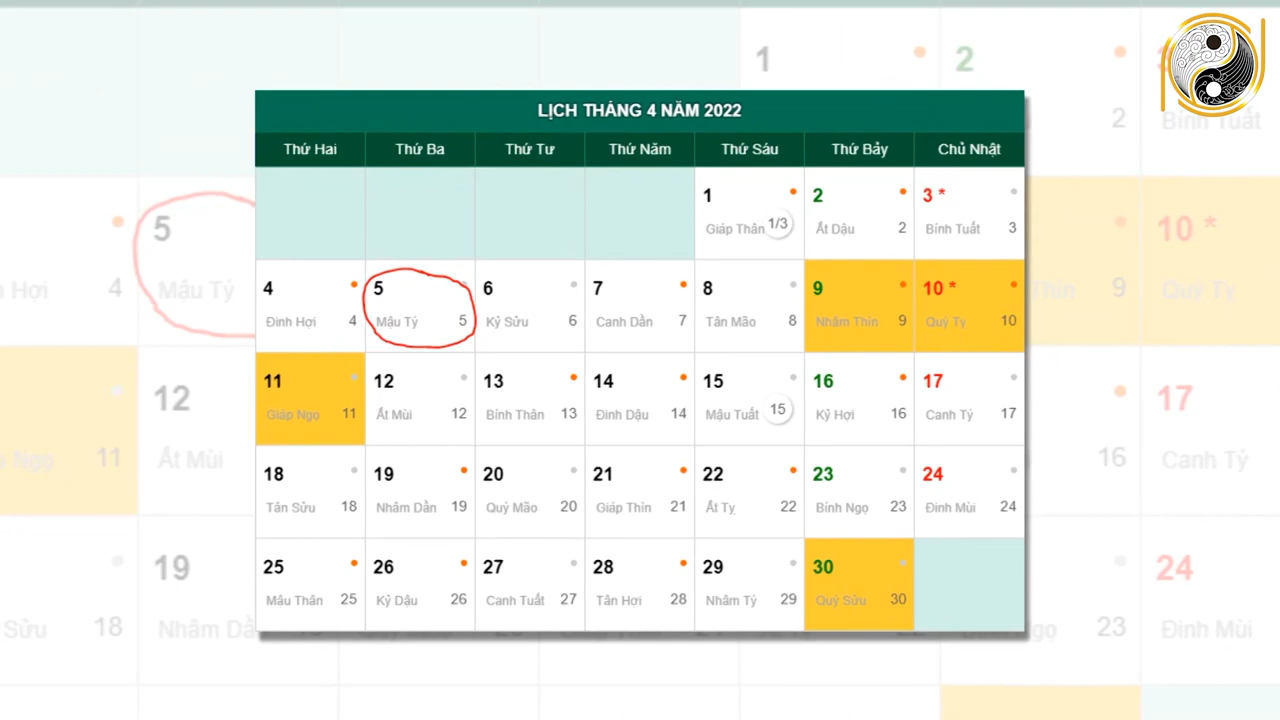 LỊCH THÁNG 4 NĂM 2022
Thứ Hai Thứ Ba Thứ Tư Thứ Năm Thứ Sáu Thứ Bảy Chủ Nhật
1 2 3 *
Giáp Thân 1/3 Ất Dậu 2 Bính Tuất 3
4 5 6 7 8 9 10 *
Đinh Hợi 4 Mậu Tý 5 Kỷ Sửu 6 Canh Dần 7 Tân Mão 8 Nhâm Thìn 9 Quý Tỵ 10
11 12 13 14 15 16 17
Giáp Ngọ 11 Ất Mùi 12 Bính Thân 13 Đinh Dậu 14 Mậu Tuất 15 Kỷ Hợi 16 Canh Tý 17
18 19 20 21 22 23 24
Tân Sửu 18 Nhâm Dần 19 Quý Mão 20 Giáp Thìn 21 Ất Tỵ 22 Bính Ngọ 23 Đinh Mùi 24
25 26 27 28 29 30
Mậu Thân 25 Kỷ Dậu 26 Canh Tuất 27 Tân Hợi 28 Nhâm Tý 29 Quý Sửu 30